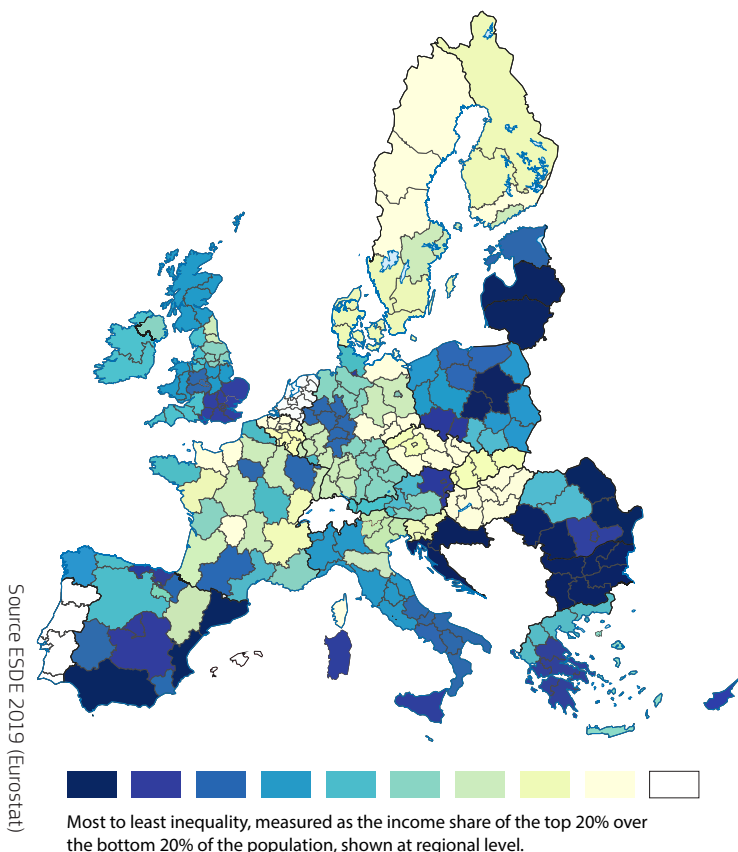 Source ESDE 2019 (Eurostat)
Most to least inequality, measured as the income share of the top 20% over
the bottom 20% of the population, shown at regional level.